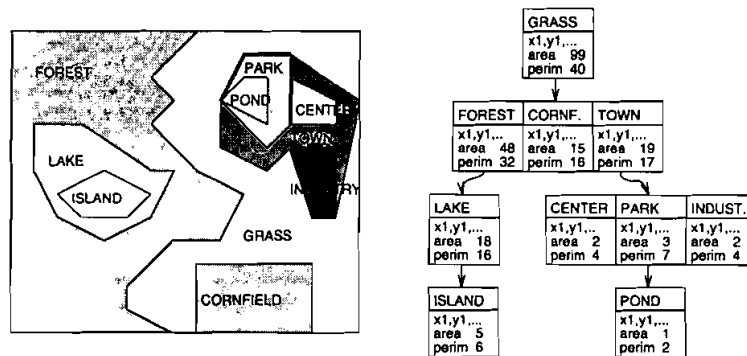 FOREST
PARK
POND
CENTER
TOWN
LAKE
ISLAND
INDUSTRY
GRASS
CORNFIELD
GRASS
x1,y1,...
area 99
perim 40
FOREST CORNF. TOWN
x1,y1,.. x1,y1,... x1,y1,...
area 48 area 15 area 19
perim 32 perim 16 perim 17
LAKE
x1,y1,...
area 18
perim 16
CENTER PARK INDUST.
x1,y1,.. x1,y1,... x1,y1,...
area 2 area 3 area 2
perim 4 perim 7 perim 4
ISLAND
x1,y1,...
area 5
perim 6
POND
x1,y1,...
area 1
perim 2